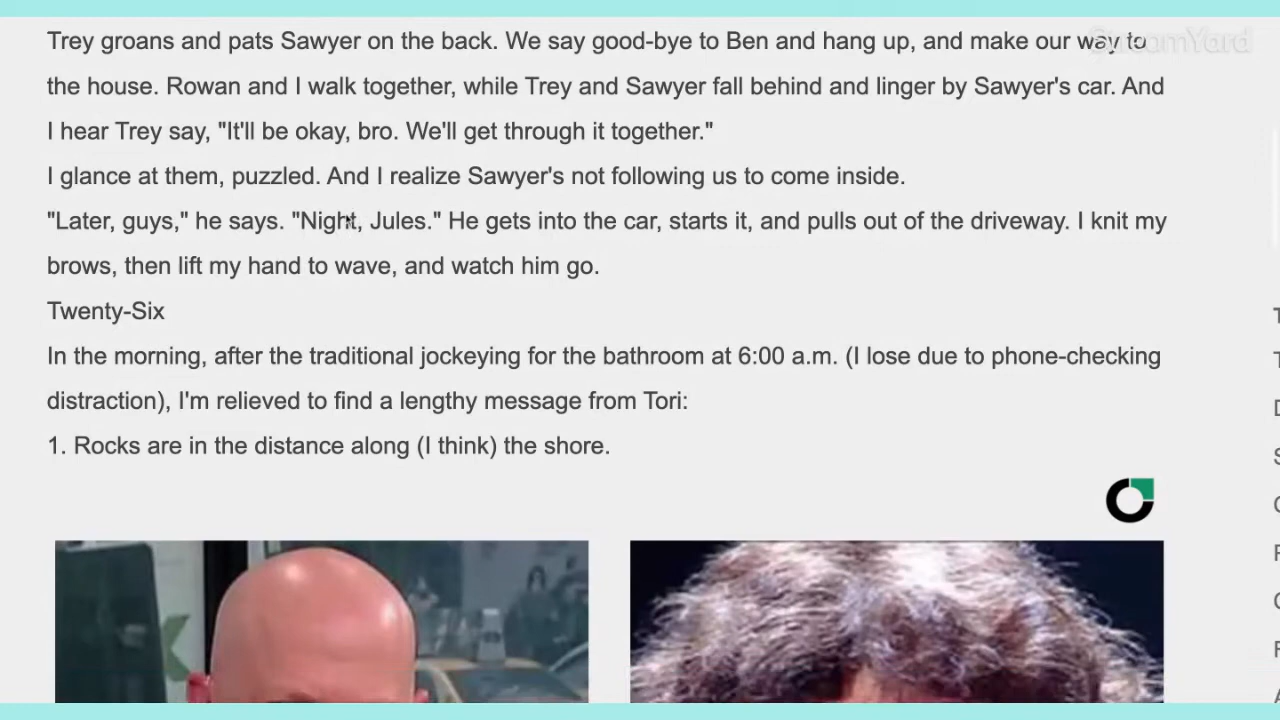 StreamYard
Trey groans and pats Sawyer on the back. We say good-bye to Ben and hang up, and make our way to
the house. Rowan and I walk together, while Trey and Sawyer fall behind and linger by Sawyer's car. And
I hear Trey say, "It'll be okay, bro. We'll get through it together."
I glance at them, puzzled. And I realize Sawyer's not following us to come inside.
"Later, guys," he says. "Night, Jules." He gets into the car, starts it, and pulls out of the driveway. I knit my
brows, then lift my hand to wave, and watch him go.
Twenty-Six
In the morning, after the traditional jockeying for the bathroom at 6:00 a.m. (I lose due to phone-checking
distraction), I'm relieved to find a lengthy message from Tori:
1. Rocks are in the distance along (I think) the shore.